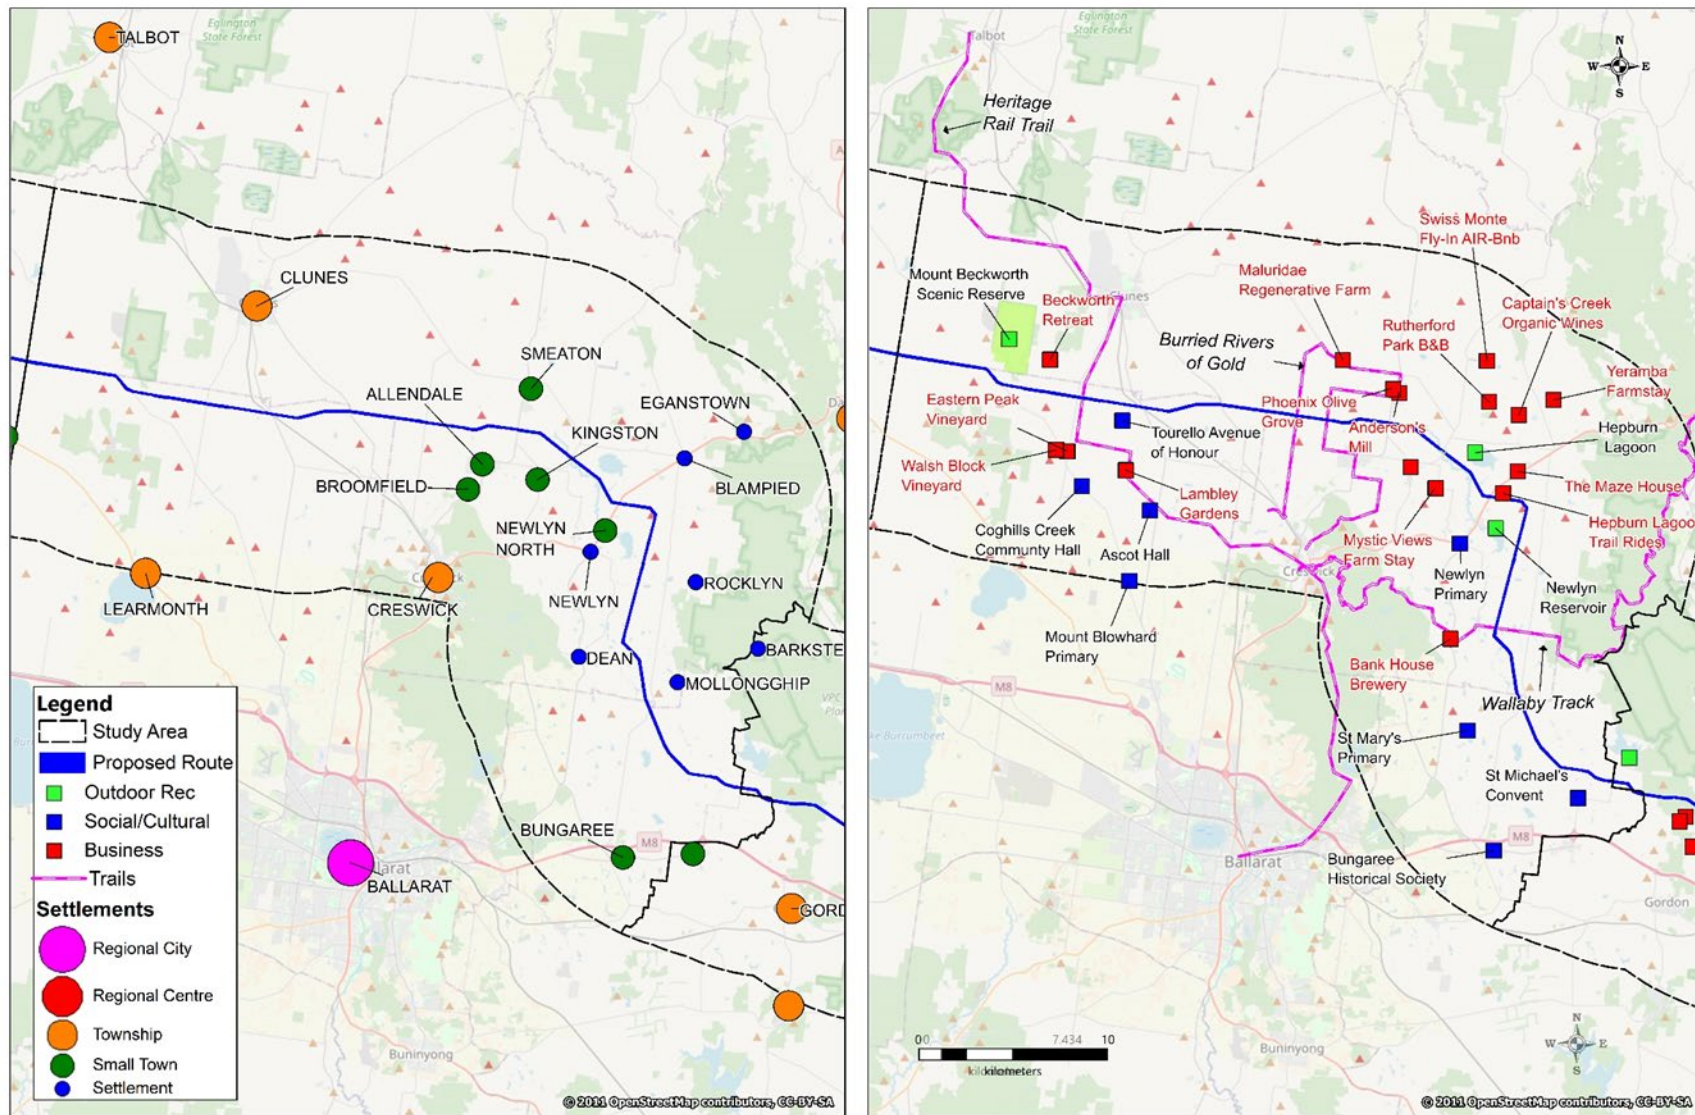 TALBOT
CLUNES
SMEATON
ALLENDALE
EGANSTOWN
KINGSTON
BROOMFIELD
BLAMPIED
NEWLYN
NORTH
ROCKLYN
LEARMONTH
CRESWICK
NEWLYN
DEAN
BARKSTE
MOLLONGGHIP
BUNGAREE
M8
BALLARAT
GORD
Buninyong
Legend
Study Area
Proposed Route
Outdoor Rec
Social/Cultural
Business
Trails
Settlements
Regional City
Regional Centre
Township
Small Town
Settlement
© 2011 OpenStreetMap contributors, CC-BY-SA
Eglington
State Forest
Talbot
N
W E
S
Heritage
Rail Trail
Swiss Monte
Fly-In AIR-Bnb
Mount Beckworth
Scenic Reserve
Maluridae
Regenerative Farm
Beckworth
Retreat
Clunes
Captain's Creek
Organic Wines
Burried Rivers
of Gold
Rutherford
Park B&B
Yeramba
Farmstay
Eastern Peak
Vineyard
Phoenix Olive
Grove
Anderson's
Mill
Hepburn
Lagoon
Tourello Avenue
of Honour
Walsh Block
Vineyard
Lambley
Gardens
The Maze House
Coghills Creek
Communty Hall
Ascot Hall
Mystic Views
Farm Stay
Hepburn Lagoo
Trail Rides
Creswick
Newlyn
Primary
Newlyn
Reservoir
Mount Blowhard
Primary
Bank House
Brewery
M8
Wallaby Track
St Mary's
Primary
St Michael's
Convent
M8
Ballarat
Bungaree
Historical Society
Gordon
00 7.434 10
kilometers
Buninyong
N
W E
S
© 2011 OpenStreetMap contributors, CC-BY-SA